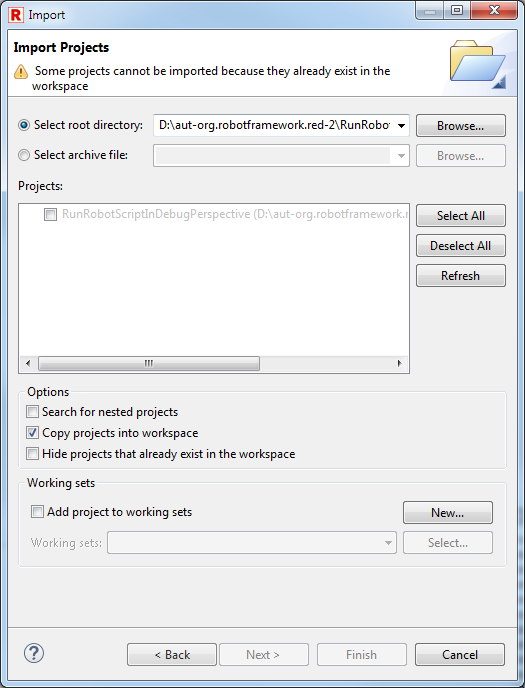 R Import
Import Projects
Some projects cannot be imported because they already exist in the
workspace
Select root directory: D:\aut-org.robotframework.red-2\RunRobo Browse...
Select archive file: Browse...
Projects:
RunRobotScriptInDebugPerspective (D:\aut-org.robotframework.r
Select All
Deselect All
Refresh
Options
Search for nested projects
Copy projects into workspace
Hide projects that already exist in the workspace
Working sets
Add project to working sets New...
Working sets: Select...
? < Back Next > Finish Cancel